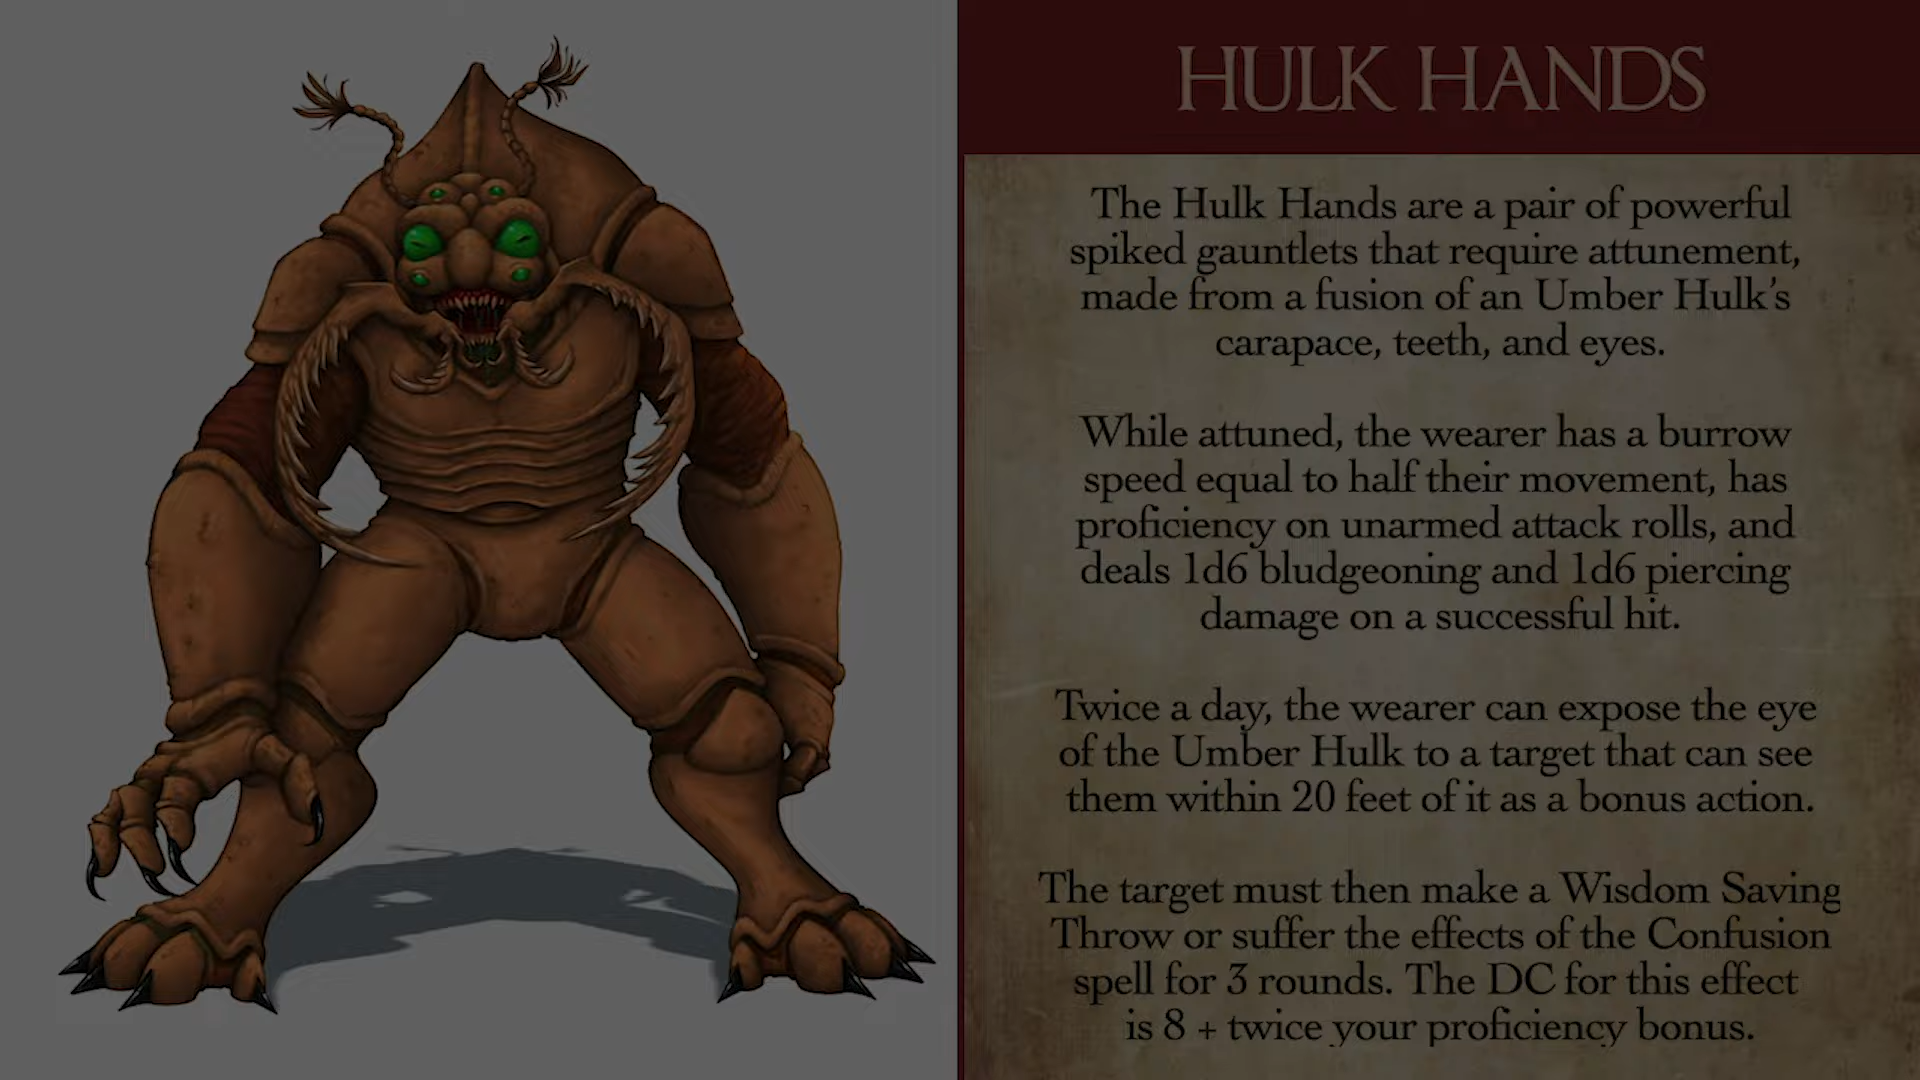 HULK HANDS
The Hulk Hands are a pair of powerful
spiked gauntlets that require attunement,
made from a fusion of an Umber Hulk's
carapace, teeth, and eyes.
While attuned, the wearer has a burrow
speed equal to half their movement, has
proficiency on unarmed attack rolls, and
deals 1d6 bludgeoning and 1d6 piercing
damage on a successful hit.
Twice a day, the wearer can expose the eye
of the Umber Hulk to a target that can see
them within 20 feet of it as a bonus action.
The target must then make a Wisdom Saving
Throw or suffer the effects of the Confusion
spell for 3 rounds. The DC for this effect
is 8 + twice your proficiency bonus.